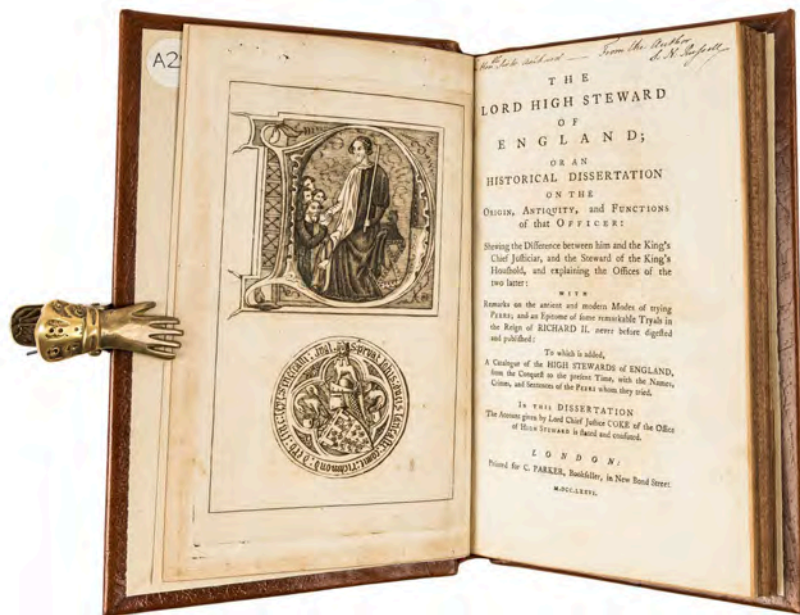 A2
From the Author
THE
LORD HIGH STEWARD
OF
ENGLAND;
OR AN
HISTORICAL DISSERTATION
ON THE
ORIGIN, ANTIQUITY, and FUNCTIONS
of that OFFICER:
Shewing the Difference between him and the King's
Chief Juſticiar, and the Steward of the King's
Houſhold, and explaining the Offices of the
two latter:
WITH
Remarks on the antient and modern Modes of trying
PEERS; and an Epitome of ſome remarkable Tryals in
the Reign of RICHARD II. never before digeſted
and publiſhed:
To which is added,
A Catalogue of the HIGH STEWARDS of ENGLAND,
from the Conqueſt to the preſent Time, with the Names,
Crimes, and Sentences of the PEERS whom they tried.
IN THIS DISSERTATION
The Account given by Lord Chief Juſtice COKE of the Office
of HIGH STEWARD is ſtated and confuted.
LONDON:
Printed for C. PARKER, Bookſeller, in New Bond Street.
M.DCC.LXXVI.